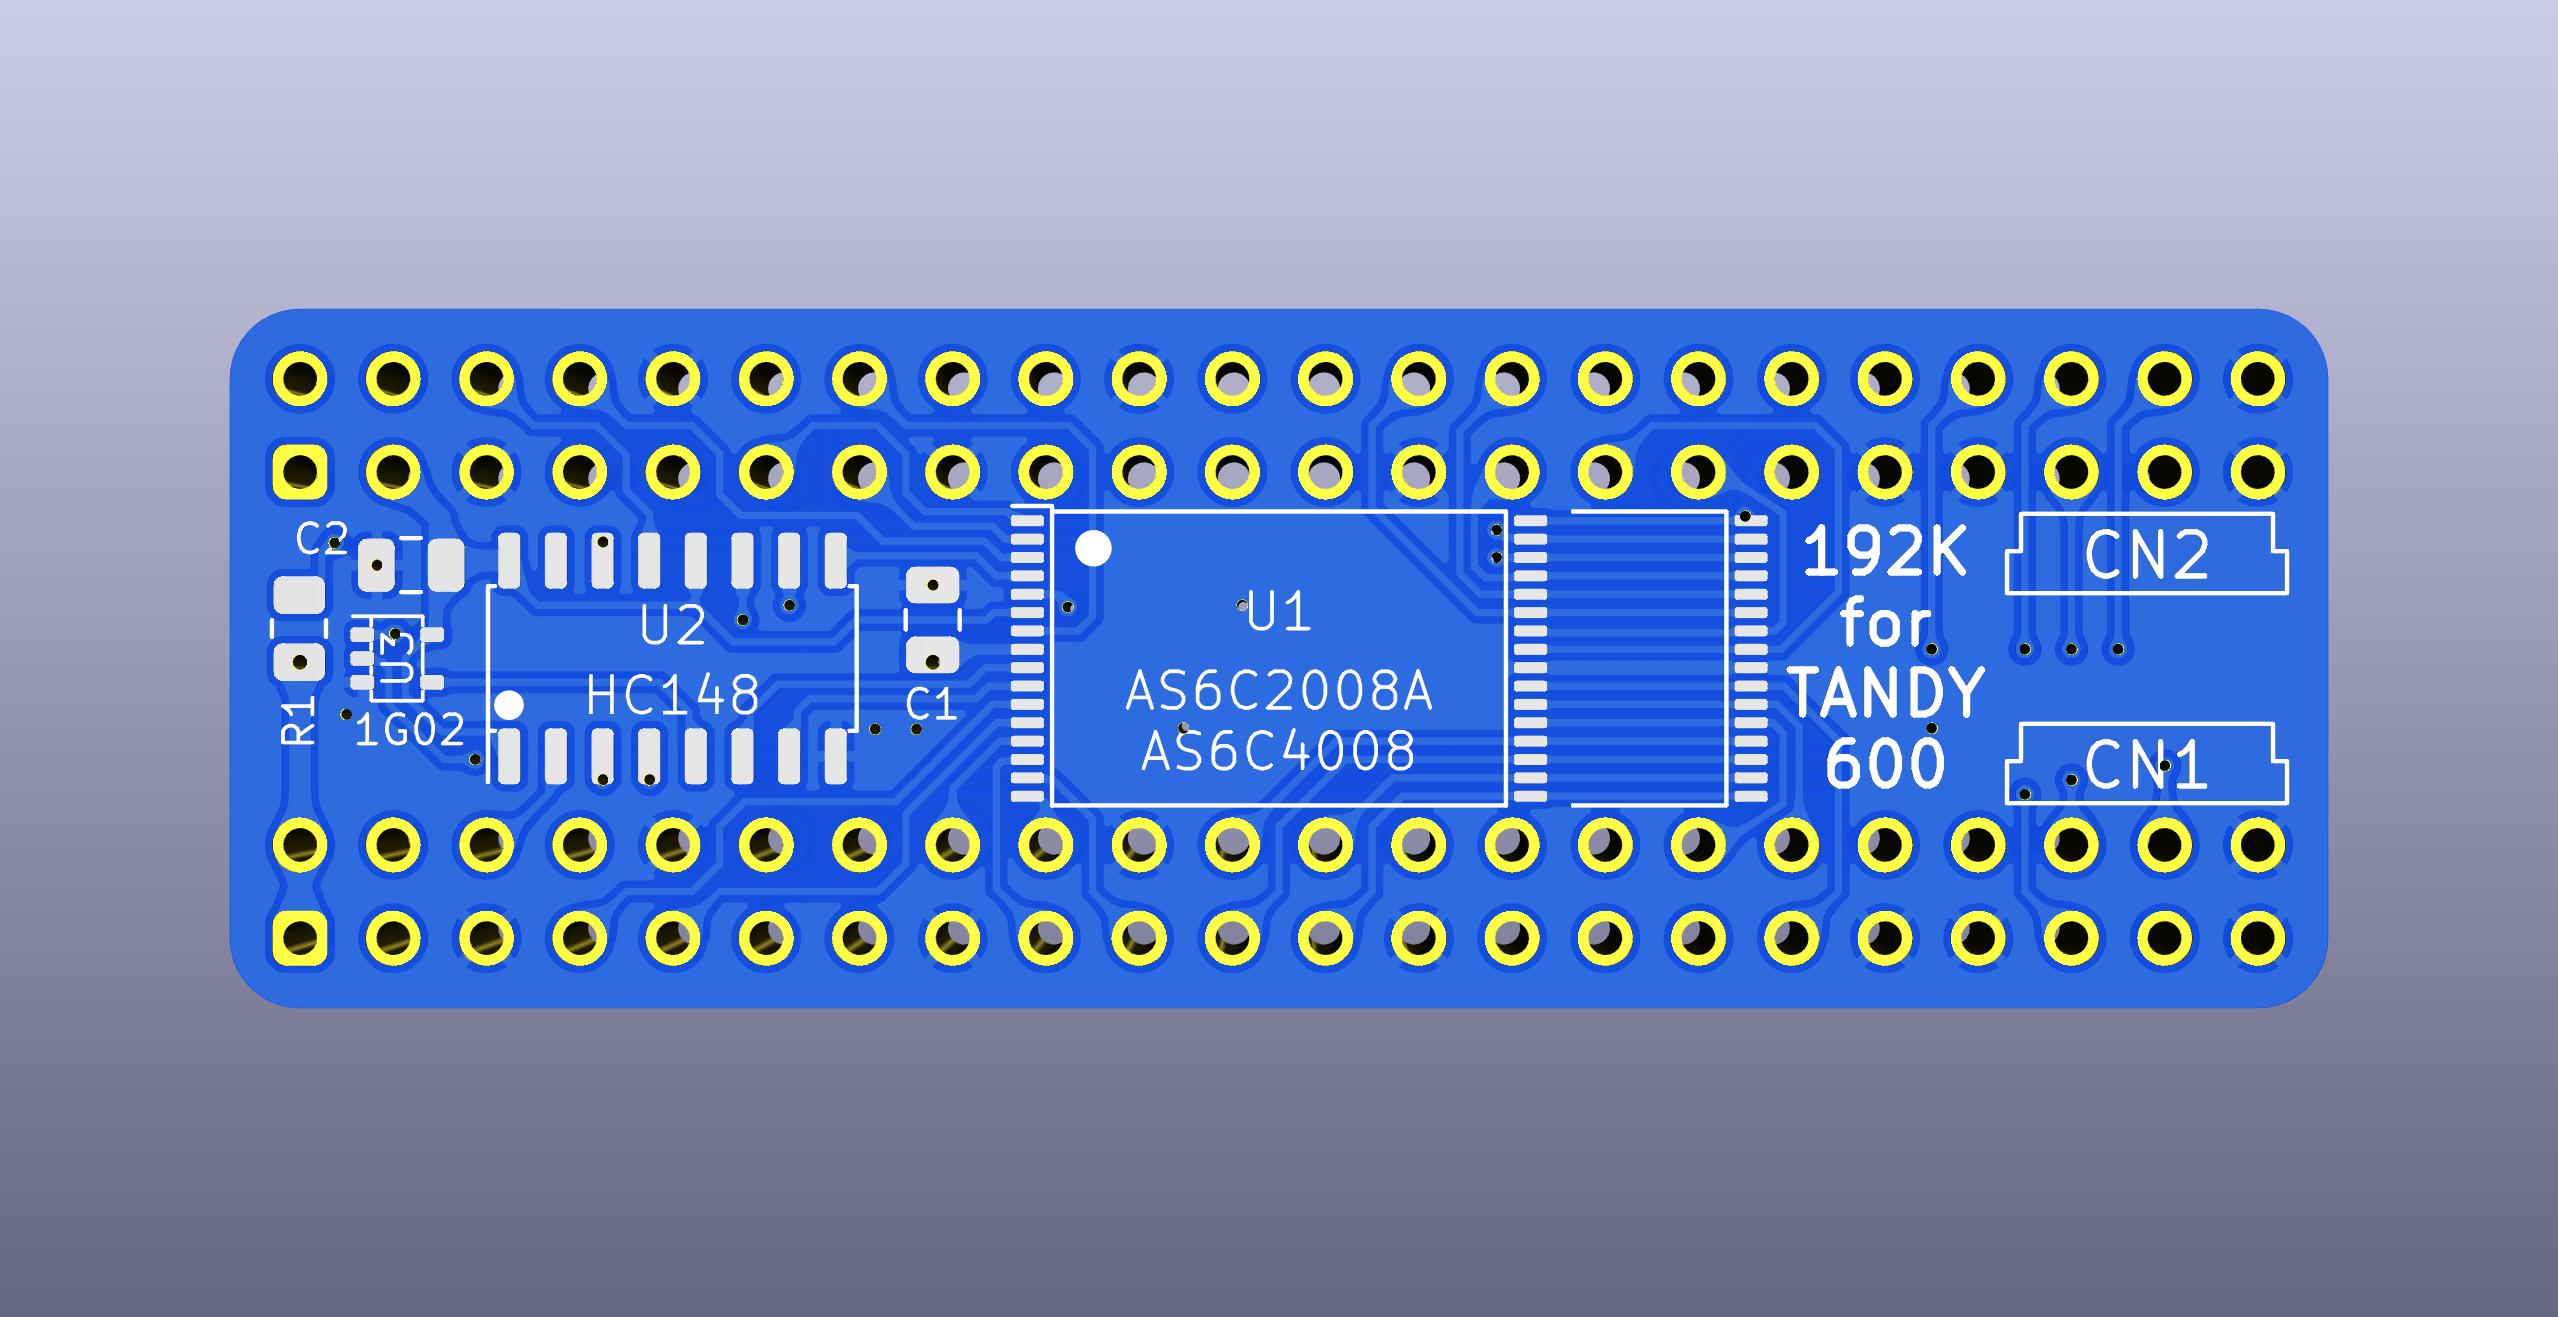 C2
U3
R1
1G02
U2
HC148
C1
U1
AS6C2008A
AS6C4008
192K
for
TANDY
600
CN2
CN1